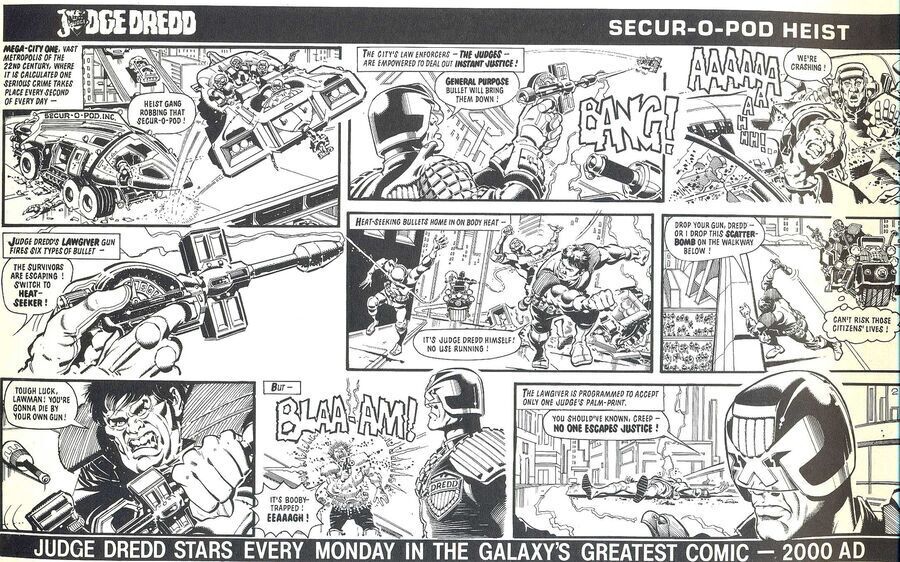 JUDGE DREDD
SECUR-O-POD HEIST
MEGA-CITY ONE, VAST
METROPOLIS OF THE
22ND CENTURY, WHERE
IT IS CALCULATED ONE
SERIOUS CRIME TAKES
PLACE EVERY SECOND
OF EVERY DAY —
HEIST GANG
ROBBING THAT
SECUR-O-POD!
SECUR-O-POD, INC.
THE CITY'S LAW ENFORCERS — THE JUDGES —
ARE EMPOWERED TO DEAL OUT INSTANT JUSTICE!
GENERAL PURPOSE
BULLET WILL BRING
THEM DOWN!
BANG!
AAAAAA
A
H
H!..
WE'RE
CRASHING!
JUDGE DREDD'S LAWGIVER GUN
FIRES SIX TYPES OF BULLET —
THE SURVIVORS
ARE ESCAPING!
SWITCH TO
HEAT-
SEEKER!
HEAT-SEEKING BULLETS HOME IN ON BODY HEAT —
IT'S JUDGE DREDD HIMSELF!
NO USE RUNNING!
DROP YOUR GUN, DREDD —
OR I DROP THIS SCATTER-
BOMB ON THE WALKWAY
BELOW!
CAN'T RISK THOSE
CITIZENS' LIVES!
TOUGH LUCK,
LAWMAN! YOU'RE
GONNA DIE BY
YOUR OWN GUN!
BUT —
BLAA-AM!
IT'S BOOBY-
TRAPPED!
EEAAAGH!
DREDD
THE LAWGIVER IS PROGRAMMED TO ACCEPT
ONLY ONE JUDGE'S PALM-PRINT.
YOU SHOULD'VE KNOWN, CREEP —
NO ONE ESCAPES JUSTICE!
JUDGE DREDD STARS EVERY MONDAY IN THE GALAXY'S GREATEST COMIC — 2000 AD